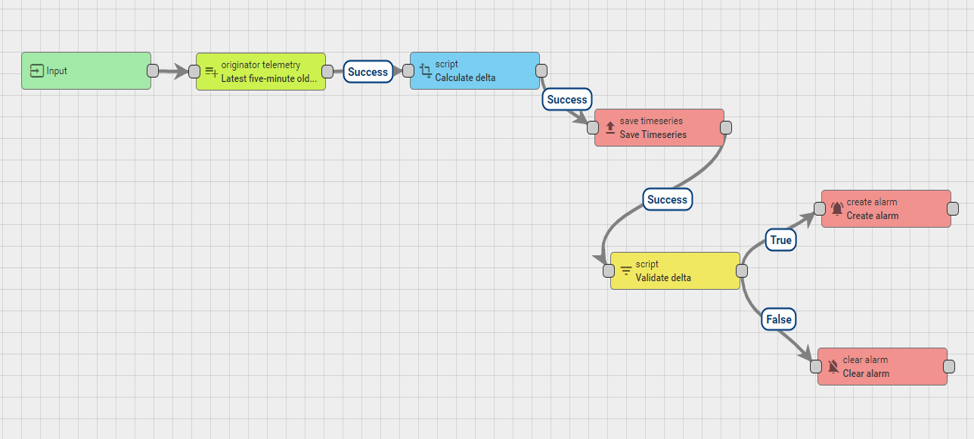 Input
originator telemetry
Latest five-minute old...
Success
script
Calculate delta
Success
save timeseries
Save Timeseries
Success
create alarm
Create alarm
True
script
Validate delta
False
clear alarm
Clear alarm